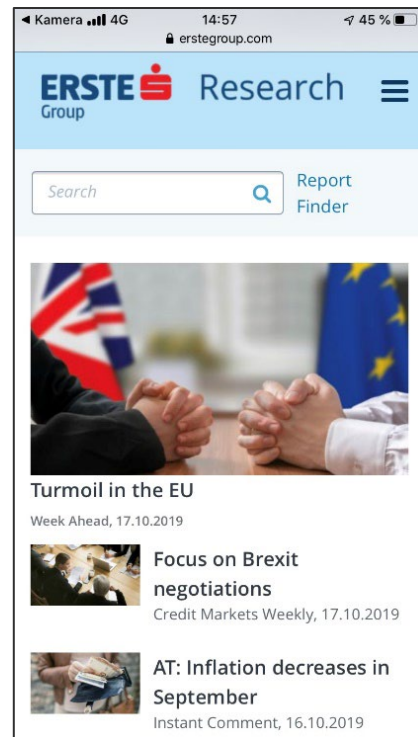 Kamera 4G 14:57 45 %
erstegroup.com
ERSTE Research
Group
Search
Report
Finder
Turmoil in the EU
Week Ahead, 17.10.2019
Focus on Brexit
negotiations
Credit Markets Weekly, 17.10.2019
AT: Inflation decreases in
September
Instant Comment, 16.10.2019